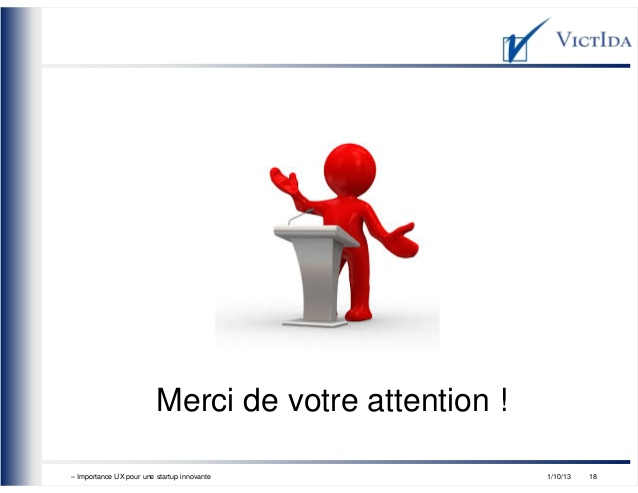 VICTIDA
Merci de votre attention !
– Importance UX pour une startup innovante 1/10/13 18